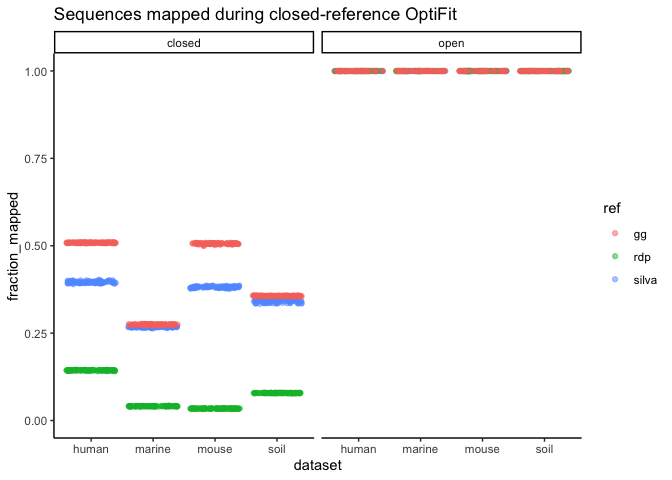 Sequences mapped during closed-reference OptiFit
closed
open
fraction_mapped
1.00
0.75
0.50
0.25
0.00
human
marine
mouse
soil
human
marine
mouse
soil
dataset
ref
gg
rdp
silva